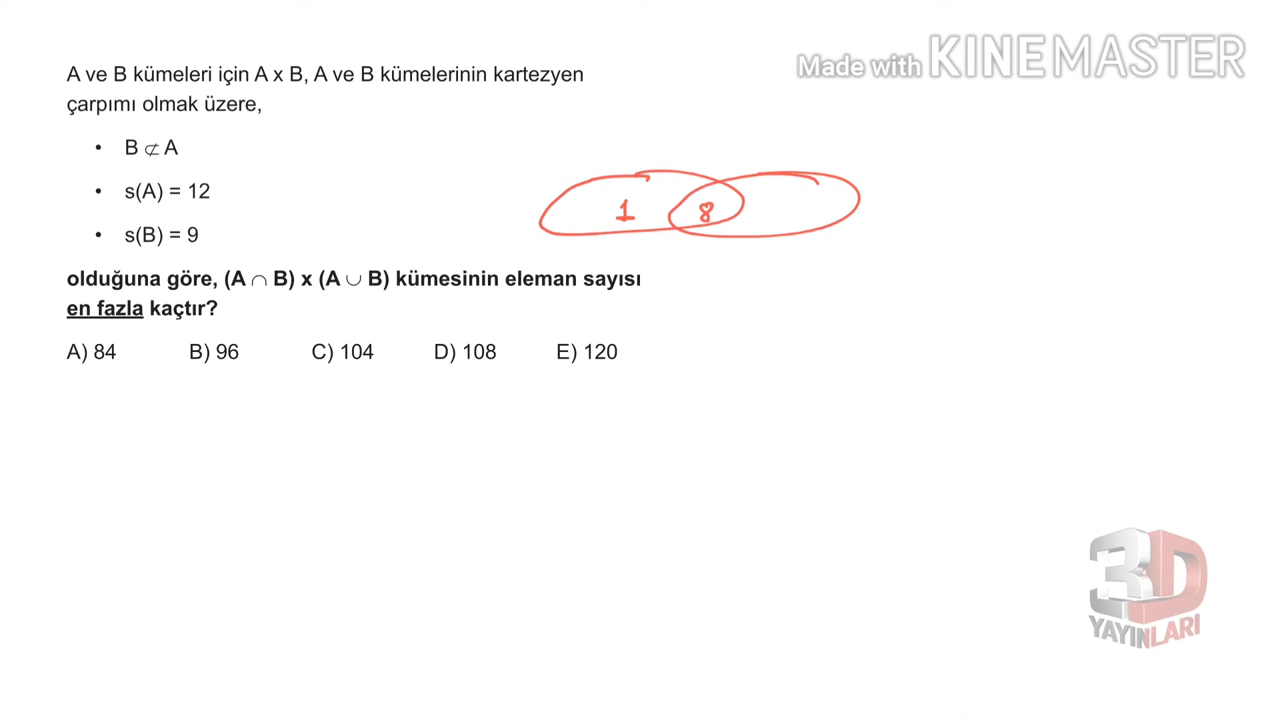 Made with KINEMASTER
A ve B kümeleri için A x B, A ve B kümelerinin kartezyen
çarpımı olmak üzere,
• B ⊄ A
• s(A) = 12
• s(B) = 9
olduğuna göre, (A ∩ B) x (A ∪ B) kümesinin eleman sayısı
en fazla kaçtır?
A) 84 B) 96 C) 104 D) 108 E) 120
1 8
3D
YAYINLARI